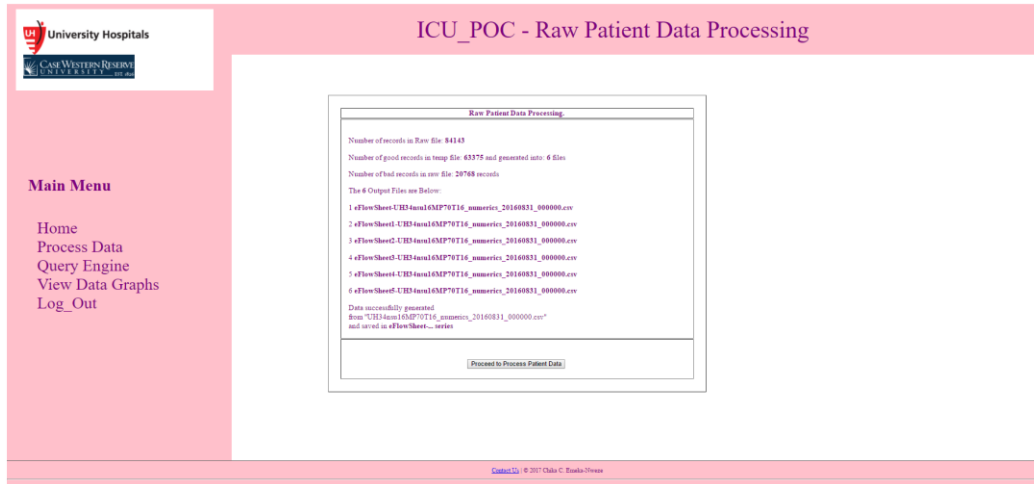 University Hospitals
CASE WESTERN RESERVE
UNIVERSITY EST. 1826
ICU_POC - Raw Patient Data Processing
Main Menu
Home
Process Data
Query Engine
View Data Graphs
Log_Out
Raw Patient Data Processing.
Number of records in Raw file: 84143
Number of good records in temp file: 63375 and generated into: 6 files
Number of bad records in raw file: 20768 records
The 6 Output Files are Below:
1 eFlowSheet-UH34nsu16MP70T16_numerics_20160831_000000.csv
2 eFlowSheet1-UH34nsu16MP70T16_numerics_20160831_000000.csv
3 eFlowSheet2-UH34nsu16MP70T16_numerics_20160831_000000.csv
4 eFlowSheet3-UH34nsu16MP70T16_numerics_20160831_000000.csv
5 eFlowSheet4-UH34nsu16MP70T16_numerics_20160831_000000.csv
6 eFlowSheet5-UH34nsu16MP70T16_numerics_20160831_000000.csv
Data successfully generated
from "UH34nsu16MP70T16_numerics_20160831_000000.csv"
and saved in eFlowSheet-... series
Proceed to Process Patient Data
Contact Us | © 2017 Chika C. Emeka-Nweze